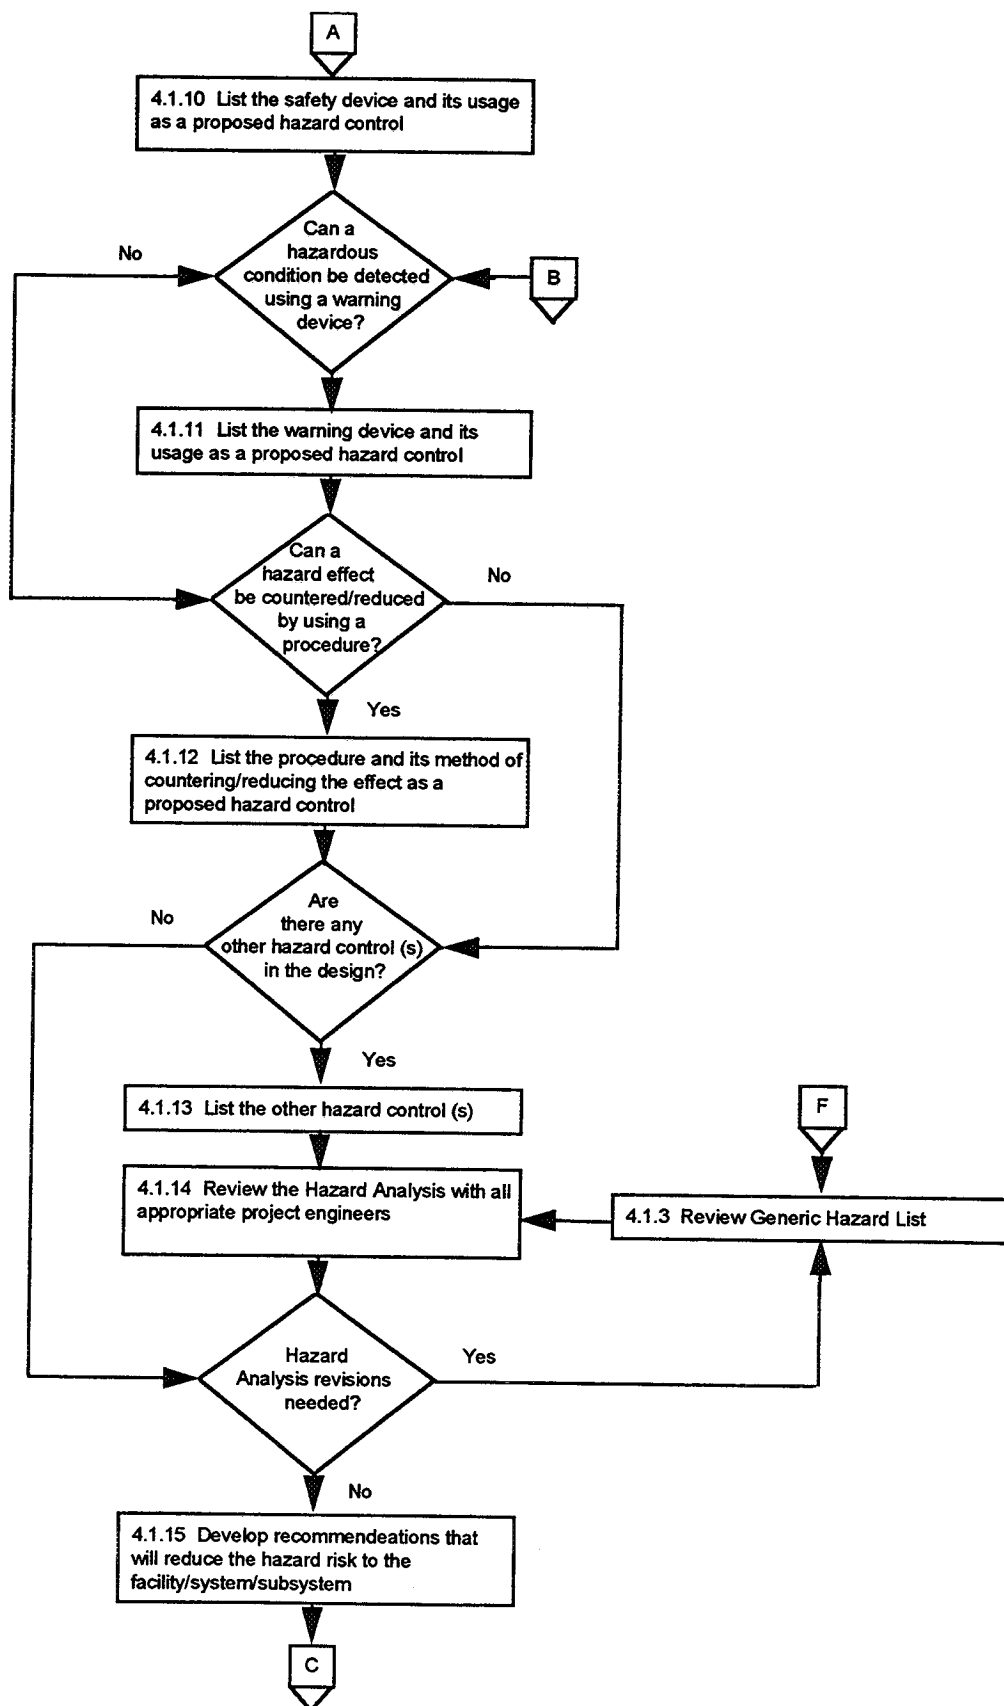 A
4.1.10 List the safety device and its usage
as a proposed hazard control
Can a
hazardous
condition be detected
using a warning
device?
No
B
4.1.11 List the warning device and its
usage as a proposed hazard control
Can a
hazard effect
be countered/reduced
by using a
procedure?
No
Yes
4.1.12 List the procedure and its method of
countering/reducing the effect as a
proposed hazard control
Are
there any
other hazard control (s)
in the design?
No
Yes
4.1.13 List the other hazard control (s)
F
4.1.14 Review the Hazard Analysis with all
appropriate project engineers
4.1.3 Review Generic Hazard List
Hazard
Analysis revisions
needed?
Yes
No
4.1.15 Develop recommendeations that
will reduce the hazard risk to the
facility/system/subsystem
C